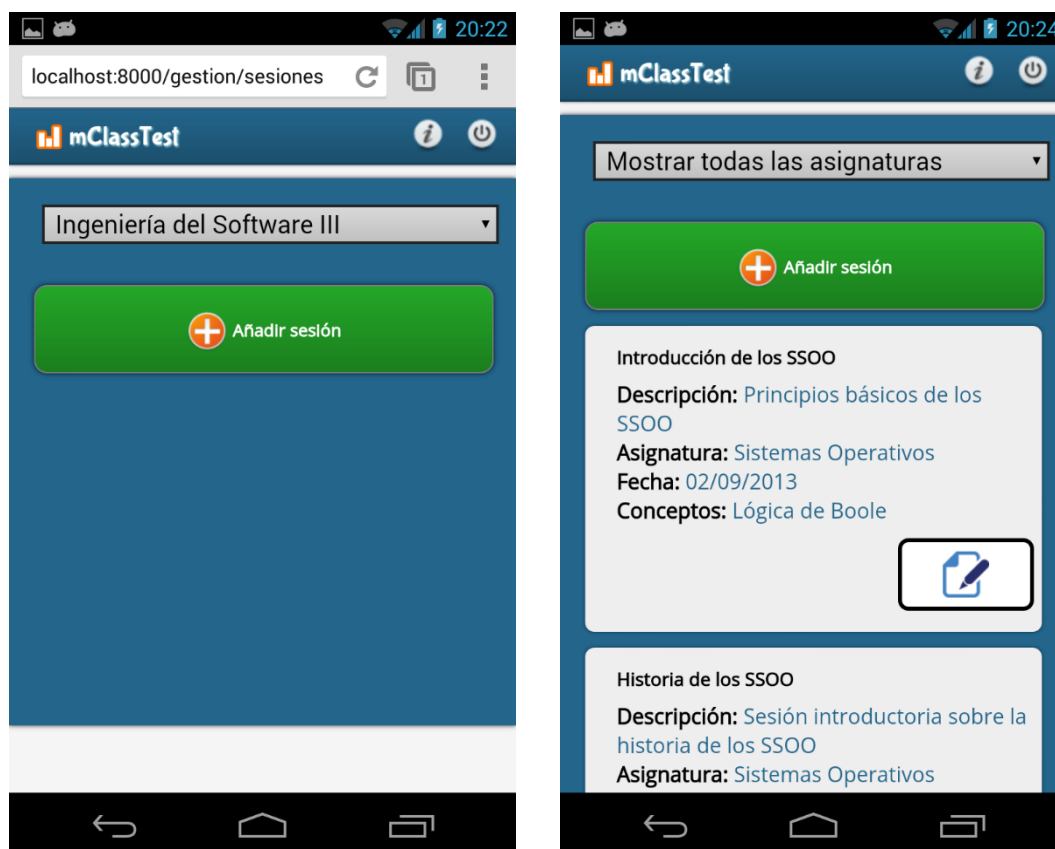 20:22
localhost:8000/gestion/sesiones
1
mClassTest
i
Ingeniería del Software III
Añadir sesión
20:24
mClassTest
i
Mostrar todas las asignaturas
Añadir sesión
Introducción de los SSOO
Descripción: Principios básicos de los
SSOO
Asignatura: Sistemas Operativos
Fecha: 02/09/2013
Conceptos: Lógica de Boole
Historia de los SSOO
Descripción: Sesión introductoria sobre la
historia de los SSOO
Asignatura: Sistemas Operativos